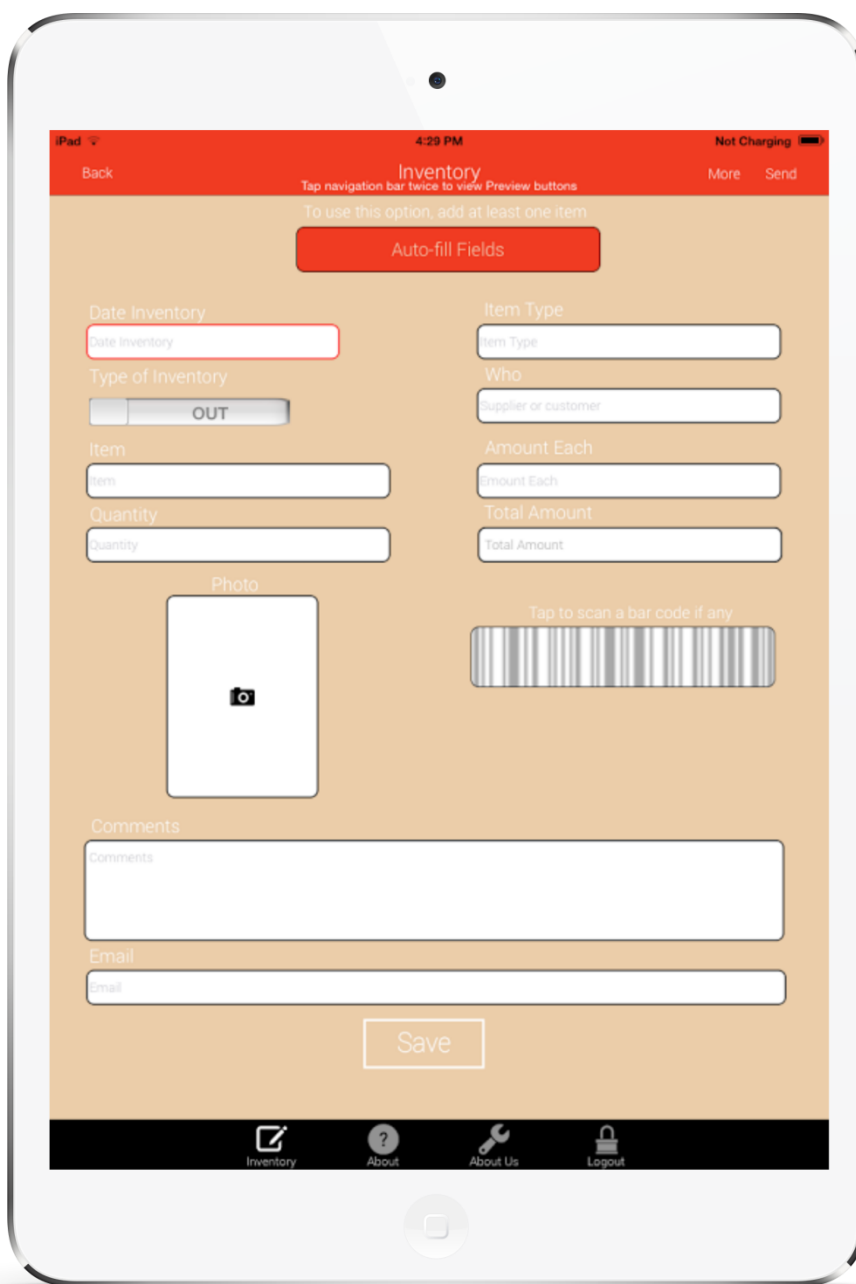 iPad 4:29 PM Not Charging
Back Inventory More Send
Tap navigation bar twice to view Preview buttons
To use this option, add at least one item
Auto-fill Fields
Date Inventory
Date Inventory
Type of Inventory
OUT
Item
Item
Quantity
Quantity
Item Type
Item Type
Who
Supplier or customer
Amount Each
Emount Each
Total Amount
Total Amount
Photo
Tap to scan a bar code if any
Comments
Comments
Email
Email
Save
Inventory About About Us Logout